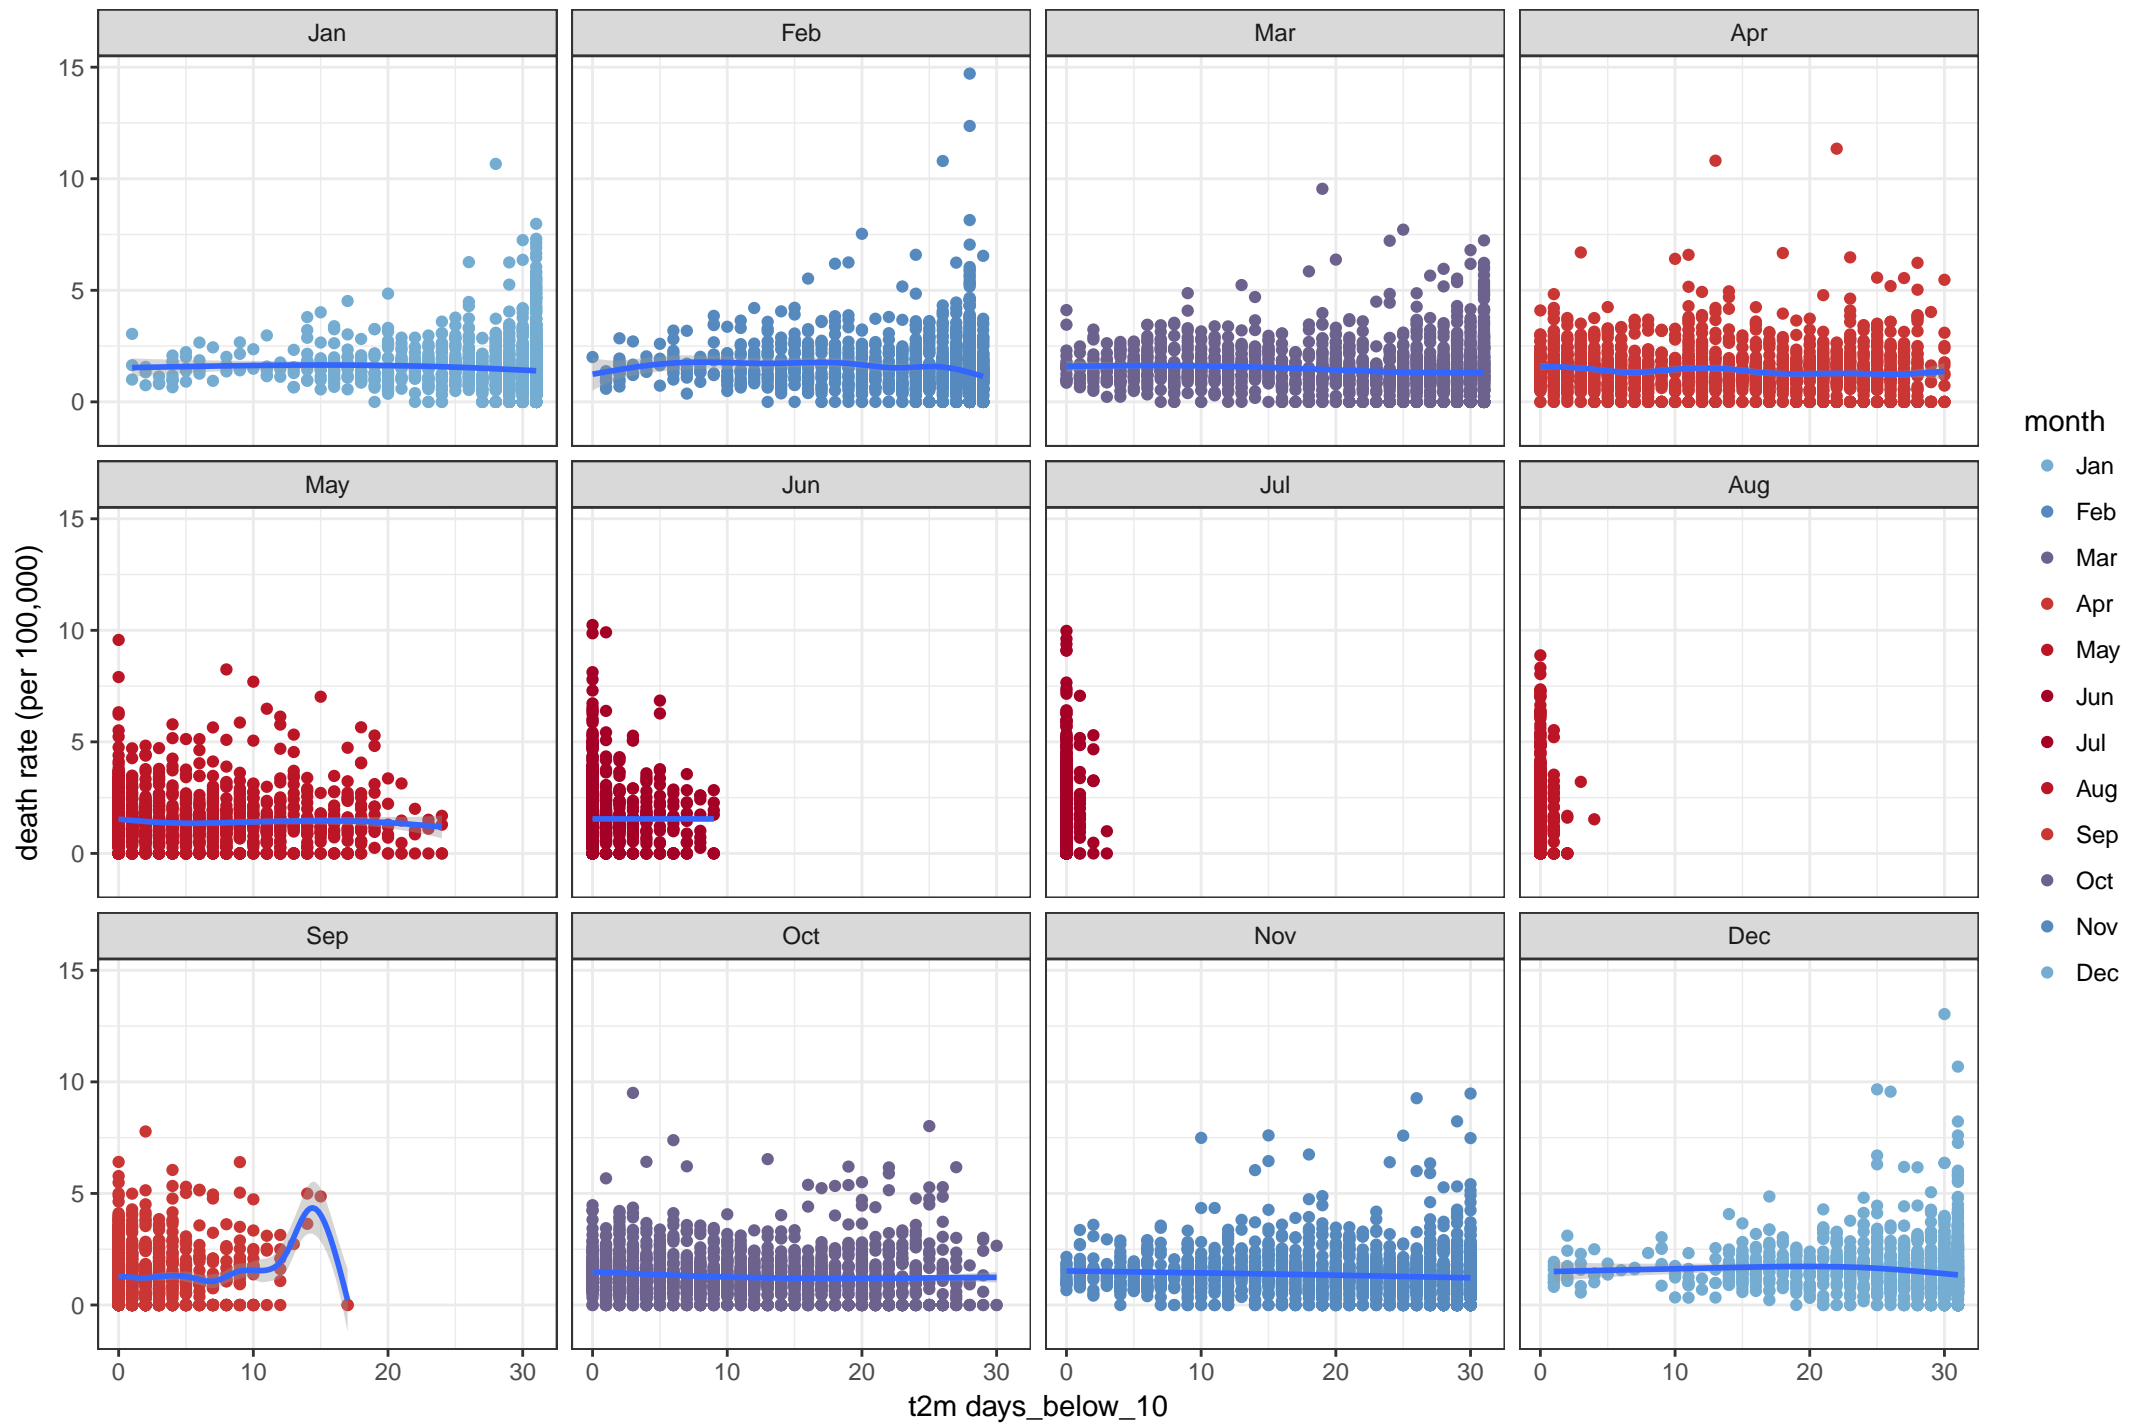 Jan Feb Mar Apr
15
10
5
0
May Jun Jul Aug
15
10
5
0
Sep Oct Nov Dec
15
10
5
0
0 10 20 30 0 10 20 30 0 10 20 30 0 10 20 30
t2m days_below_10
death rate (per 100,000)
month
Jan
Feb
Mar
Apr
May
Jun
Jul
Aug
Sep
Oct
Nov
Dec